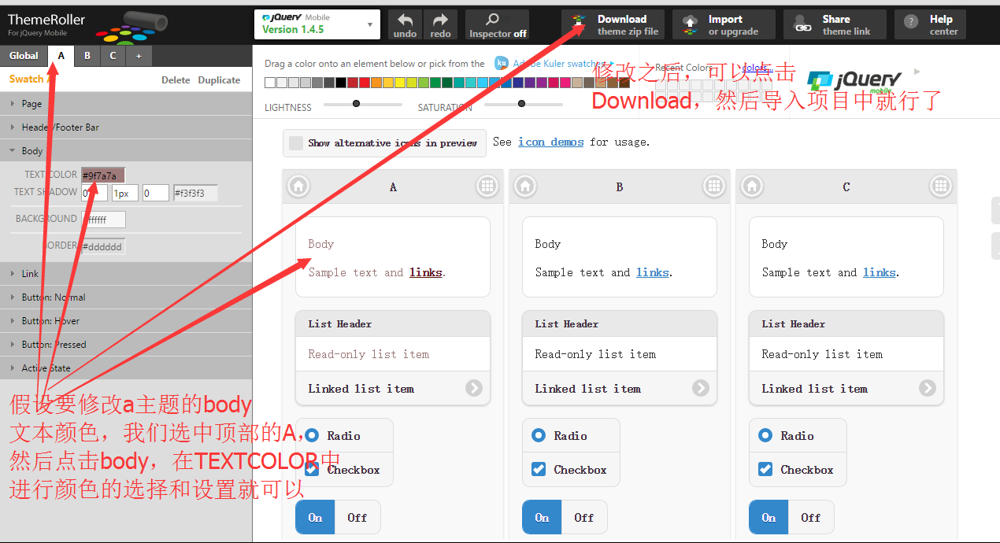 ThemeRoller
For jQuery Mobile
jQuery Mobile
Version 1.4.5
undo
redo
Inspector off
Download
theme zip file
Import
or upgrade
Share
theme link
Help
center
Global
A
B
C
+
Swatch A
Delete
Duplicate
Drag a color onto an element below or pick from the
ku
Adobe Kuler swatches
Recent Colors
colors...
jQuery
mobile
LIGHTNESS
SATURATION
修改之后，可以点击
Download，然后导入项目中就行了
Page
Header/Footer Bar
Body
TEXT COLOR
#9f7a7a
TEXT SHADOW
0
1px
0
#f3f3f3
BACKGROUND
#ffffff
BORDER
#dddddd
Link
Button: Normal
Button: Hover
Button: Pressed
Active State
假设要修改a主题的body
文本颜色，我们选中顶部的A，
然后点击body，在TEXTCOLOR中
进行颜色的选择和设置就可以
Show alternative icons in preview
See icon demos for usage.
A
Body
Sample text and links.
List Header
Read-only list item
Linked list item
Radio
Checkbox
On
Off
B
Body
Sample text and links.
List Header
Read-only list item
Linked list item
Radio
Checkbox
On
Off
C
Body
Sample text and links.
List Header
Read-only list item
Linked list item
Radio
Checkbox
On
Off